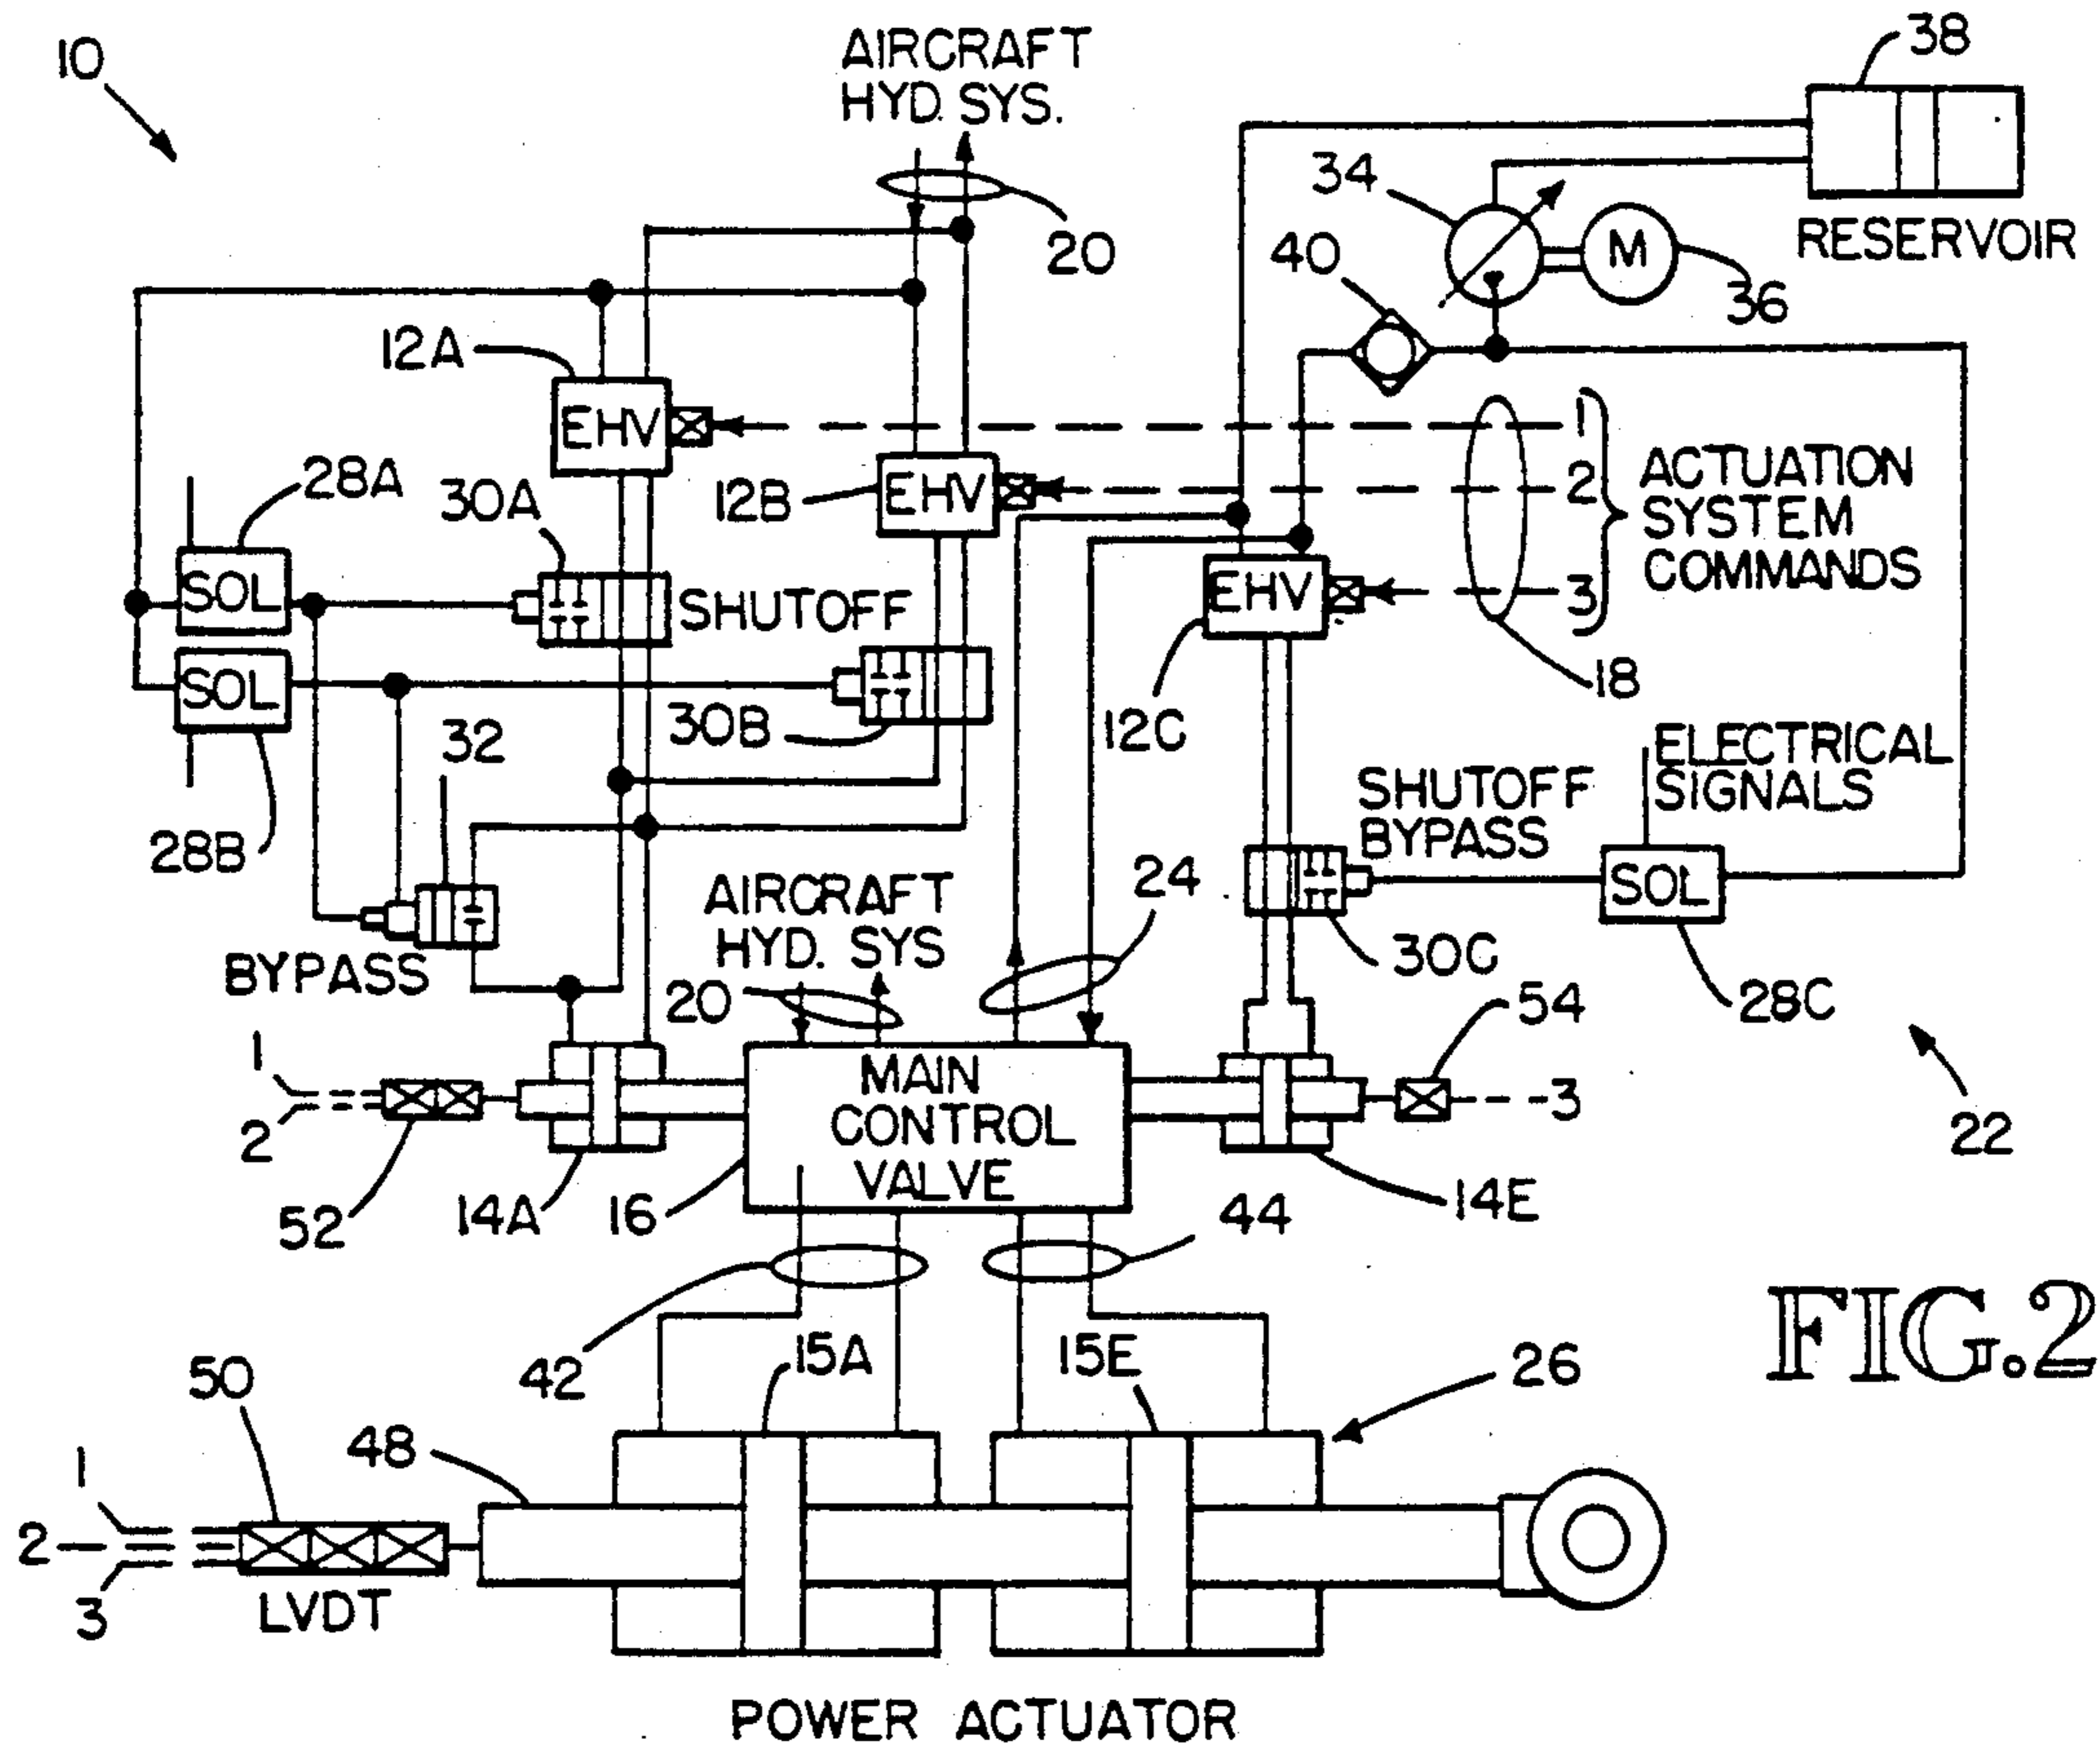 10
AIRCRAFT
HYD. SYS.
38
34
20
40
M
RESERVOIR
36
12A
EHV
1
28A
30A
12B
EHV
2
ACTUATION
SYSTEM
COMMANDS
SOL
SHUTOFF
EHV
3
18
SOL
32
30B
12C
ELECTRICAL
SIGNALS
SHUTOFF
BYPASS
28B
AIRCRAFT
HYD. SYS
24
SOL
BYPASS
20
30C
28C
54
1
2
MAIN
CONTROL
VALVE
3
22
52
14A
16
44
14E
42
15A
15E
26
FIG.2
50
48
1
2
3
LVDT
POWER ACTUATOR